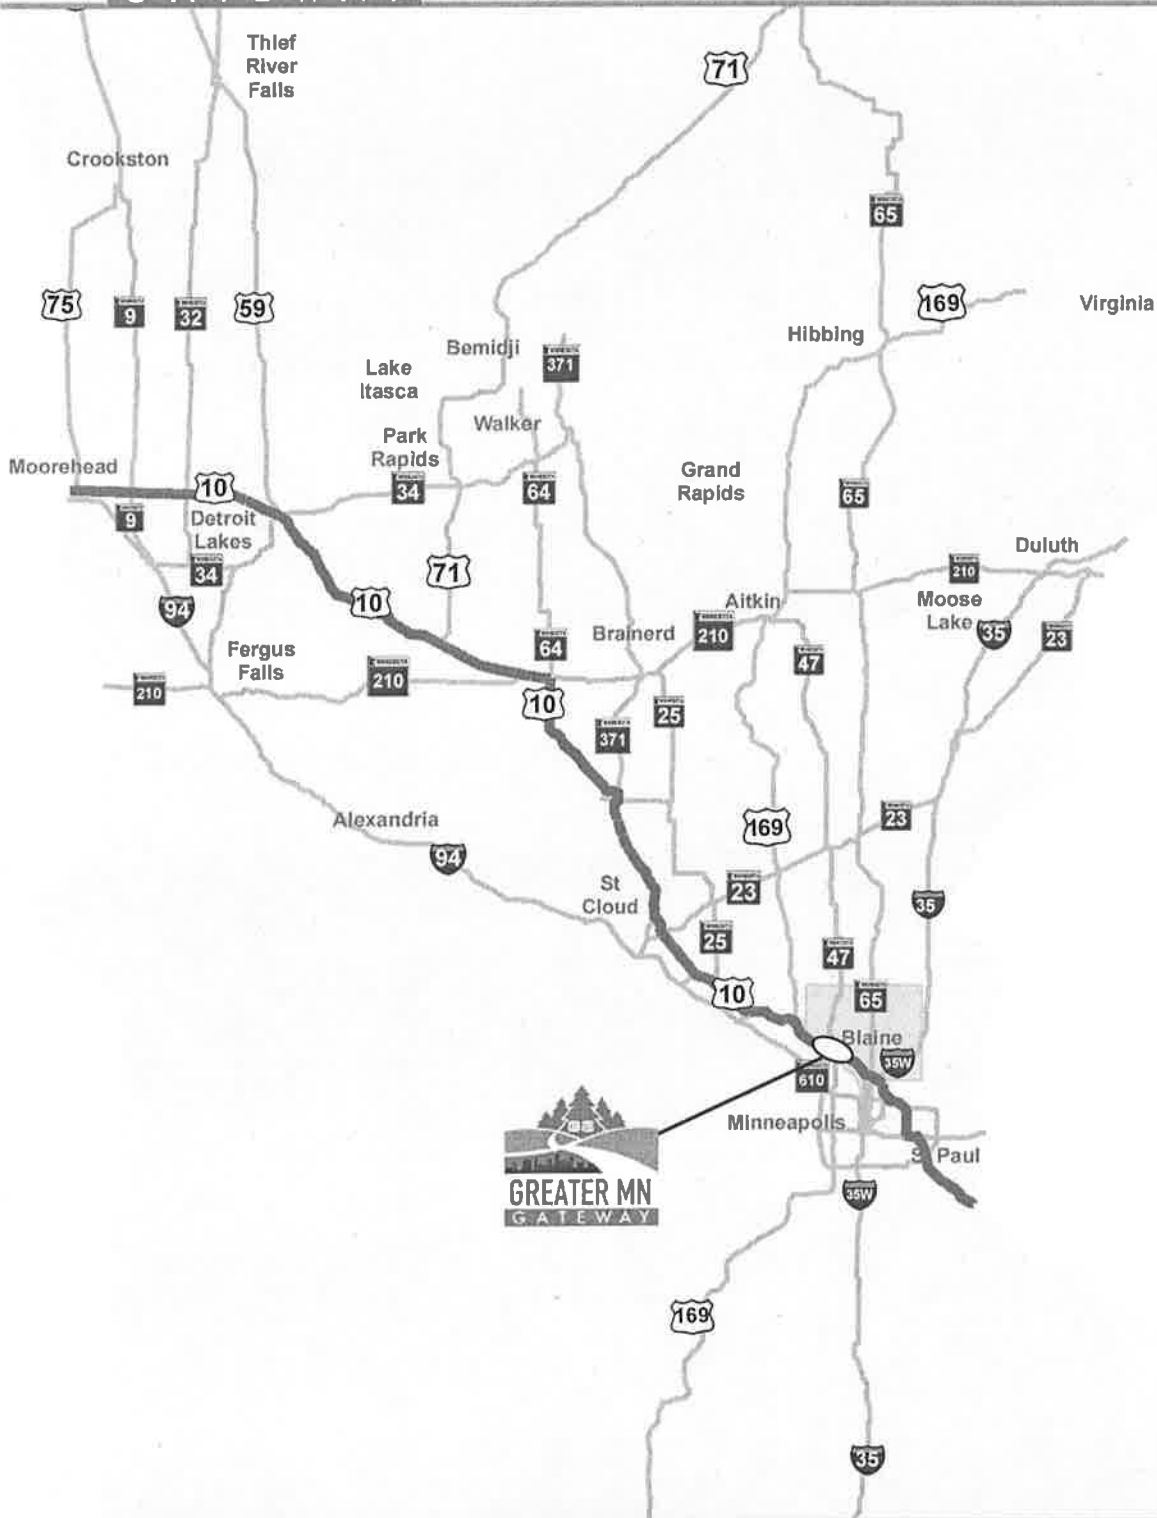 Thief
River
Falls
71
Crookston
65
75
9
32
59
169
Virginia
Hibbing
Bemidji
371
Lake
Itasca
Walker
Park
Rapids
Moorehead
Grand
Rapids
10
34
64
65
9
Detroit
Lakes
Duluth
34
71
210
94
10
Aitkin
Moose
Lake
35
23
Brainerd
210
64
47
Fergus
Falls
210
210
10
25
371
Alexandria
169
23
94
St
Cloud
23
35
25
47
10
65
Blaine
35W
610
Minneapolis
St Paul
GREATER MN
GATEWAY
35W
169
35